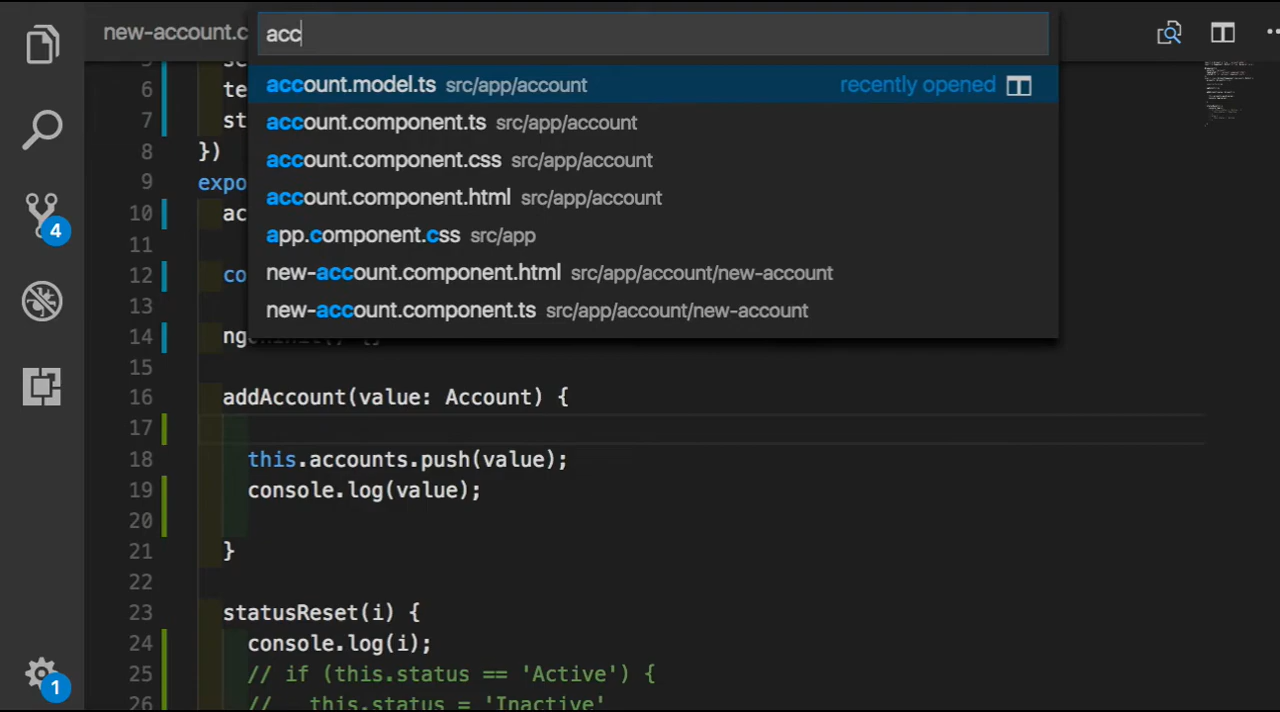 new-account.c
acc
account.model.ts src/app/account recently opened
account.component.ts src/app/account
account.component.css src/app/account
account.component.html src/app/account
app.component.css src/app
new-account.component.html src/app/account/new-account
new-account.component.ts src/app/account/new-account
6 te
7 st
8 })
9 expo
10 ac
11
12 co
13
14 ngOnInit() {}
15
16 addAccount(value: Account) {
17
18 this.accounts.push(value);
19 console.log(value);
20
21 }
22
23 statusReset(i) {
24 console.log(i);
25 // if (this.status == 'Active') {
26 // this.status = 'Inactive'
4
1